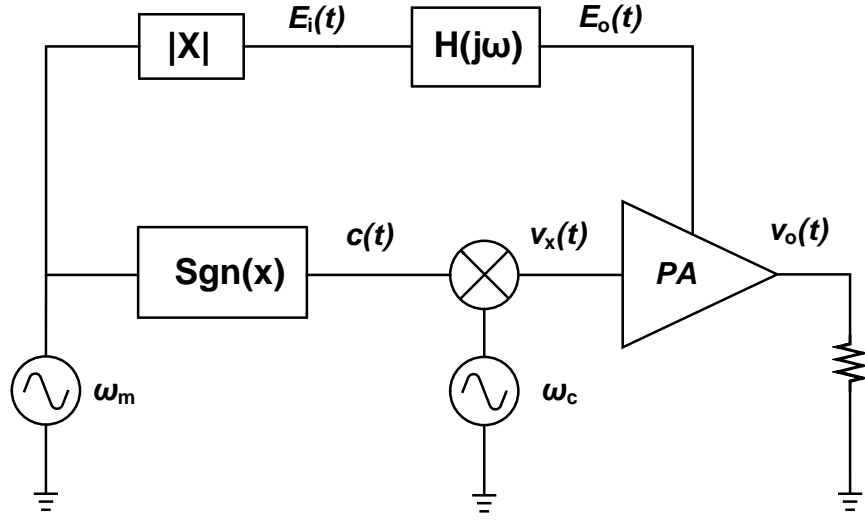 |X|
Ei(t)
H(jω)
Eo(t)
Sgn(x)
c(t)
vx(t)
PA
vo(t)
ωm
ωc